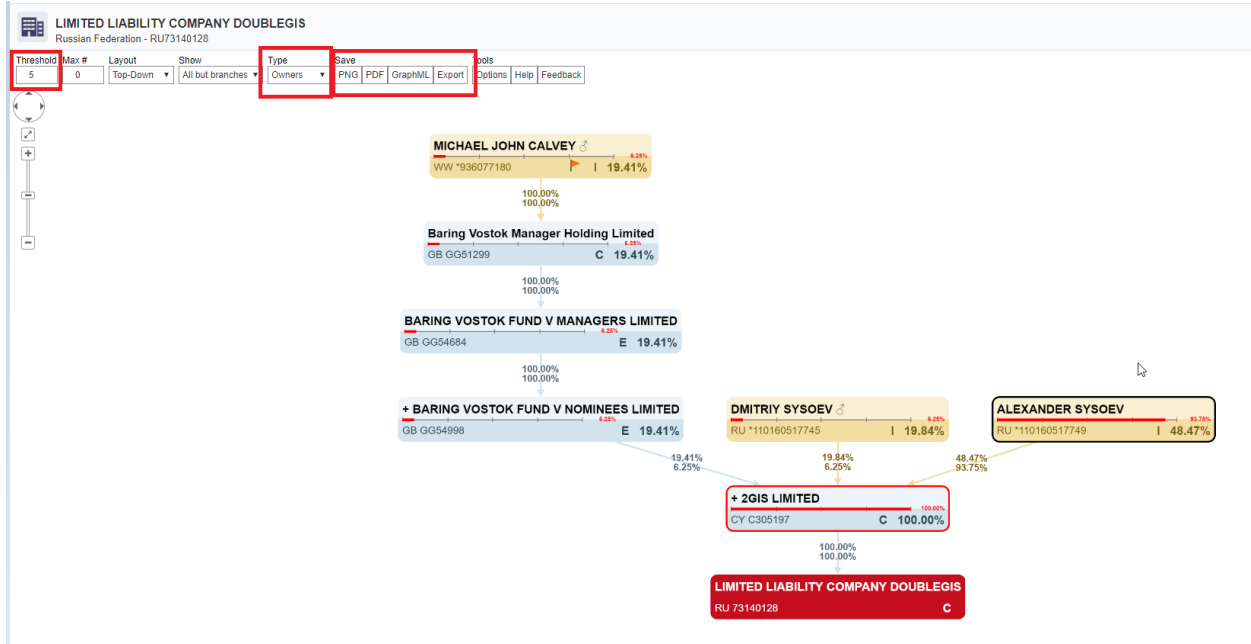 LIMITED LIABILITY COMPANY DOUBLEGIS
Russian Federation - RU73140128
Threshold Max # Layout Show Type Save Tools
5 0 Top-Down All but branches Owners PNG PDF GraphML Export Options Help Feedback
MICHAEL JOHN CALVEY ♂
6.25%
WW *936077180 I 19.41%
100.00%
100.00%
Baring Vostok Manager Holding Limited
6.25%
GB GG51299 C 19.41%
100.00%
100.00%
BARING VOSTOK FUND V MANAGERS LIMITED
6.25%
GB GG54684 E 19.41%
100.00%
100.00%
+ BARING VOSTOK FUND V NOMINEES LIMITED
6.25%
GB GG54998 E 19.41%
DMITRIY SYSOEV ♂
6.25%
RU *110160517745 I 19.84%
ALEXANDER SYSOEV
93.75%
RU *110160517749 I 48.47%
19.41%
6.25%
19.84%
6.25%
48.47%
93.75%
+ 2GIS LIMITED
100.00%
CY C305197 C 100.00%
100.00%
100.00%
LIMITED LIABILITY COMPANY DOUBLEGIS
RU 73140128 C